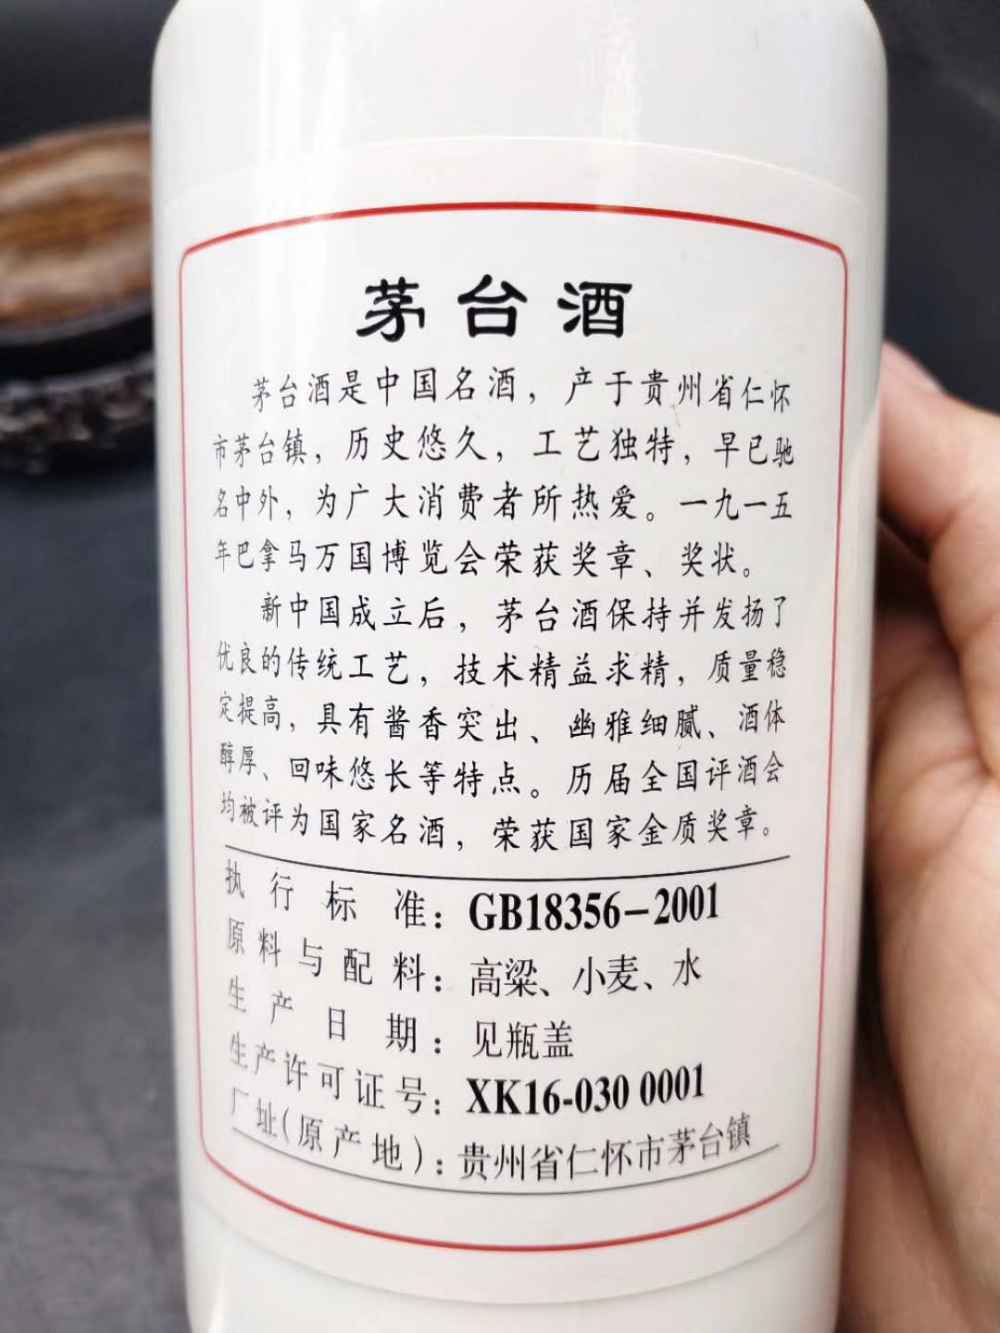 茅台酒
茅台酒是中国名酒，产于贵州省仁怀
市茅台镇，历史悠久，工艺独特，早已驰
名中外，为广大消费者所热爱。一九一五
年巴拿马万国博览会荣获奖章、奖状。
新中国成立后，茅台酒保持并发扬了
优良的传统工艺，技术精益求精，质量稳
定提高，具有酱香突出、幽雅细腻、酒体
醇厚、回味悠长等特点。历届全国评酒会
均被评为国家名酒，荣获国家金质奖章。
执行标准：GB18356-2001
原料与配料：高粱、小麦、水
生产日期：见瓶盖
生产许可证号：XK16-030 0001
厂址(原产地)：贵州省仁怀市茅台镇